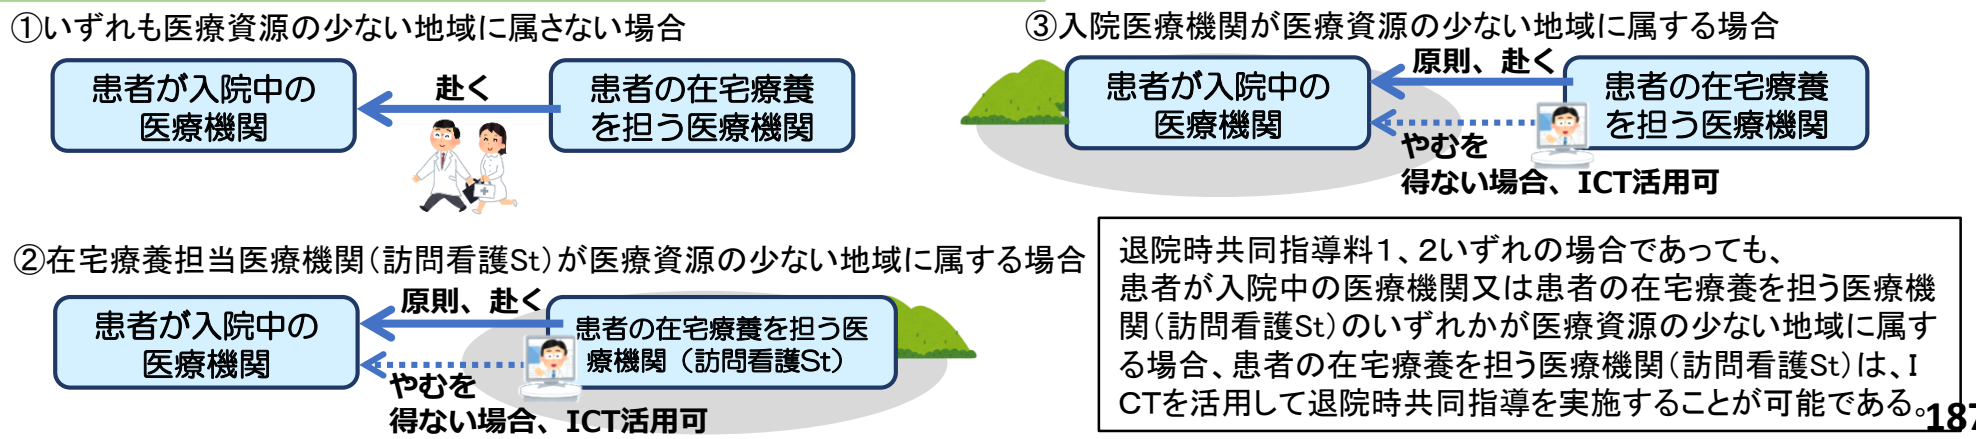 ①いずれも医療資源の少ない地域に属さない場合
患者が入院中の
医療機関
赴く
患者の在宅療養
を担う医療機関
②在宅療養担当医療機関（訪問看護St）が医療資源の少ない地域に属する場合
患者が入院中の
医療機関
原則、赴く
患者の在宅療養を担う医
療機関（訪問看護St）
やむを
得ない場合、ICT活用可
③入院医療機関が医療資源の少ない地域に属する場合
患者が入院中の
医療機関
原則、赴く
患者の在宅療養
を担う医療機関
やむを
得ない場合、ICT活用可
退院時共同指導料１、２いずれの場合であっても、
患者が入院中の医療機関又は患者の在宅療養を担う医療機
関（訪問看護St）のいずれかが医療資源の少ない地域に属す
る場合、患者の在宅療養を担う医療機関（訪問看護St）は、Ｉ
ＣＴを活用して退院時共同指導を実施することが可能である。
187